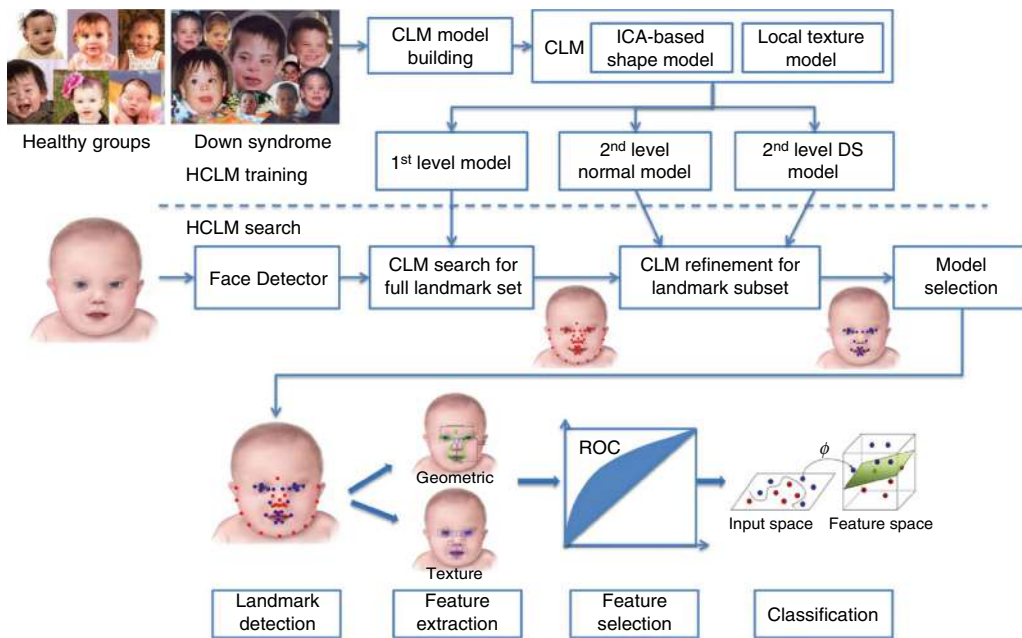 CLM model
building
CLM
ICA-based
shape model
Local texture
model
Healthy groups
Down syndrome
HCLM training
1st level model
2nd level
normal model
2nd level DS
model
HCLM search
Face Detector
CLM search for
full landmark set
CLM refinement for
landmark subset
Model
selection
Geometric
Texture
ROC
ϕ
Input space
Feature space
Landmark
detection
Feature
extraction
Feature
selection
Classification